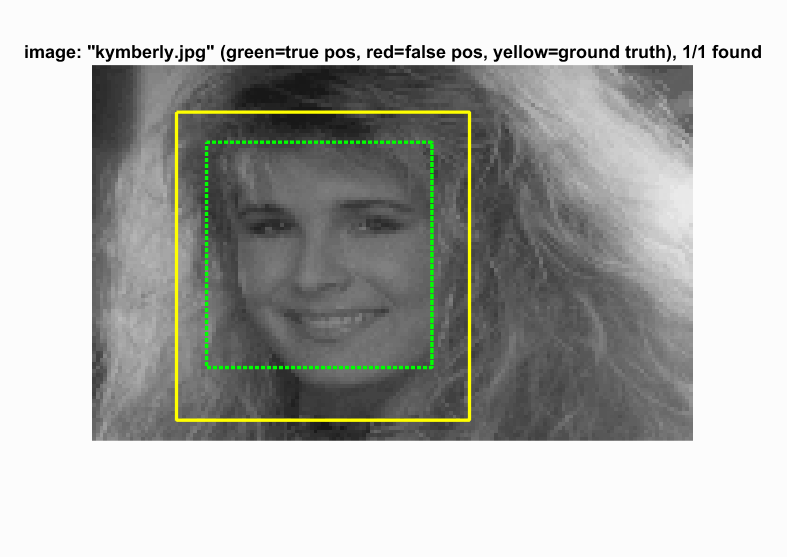 image: "kymberly.jpg" (green=true pos, red=false pos, yellow=ground truth), 1/1 found